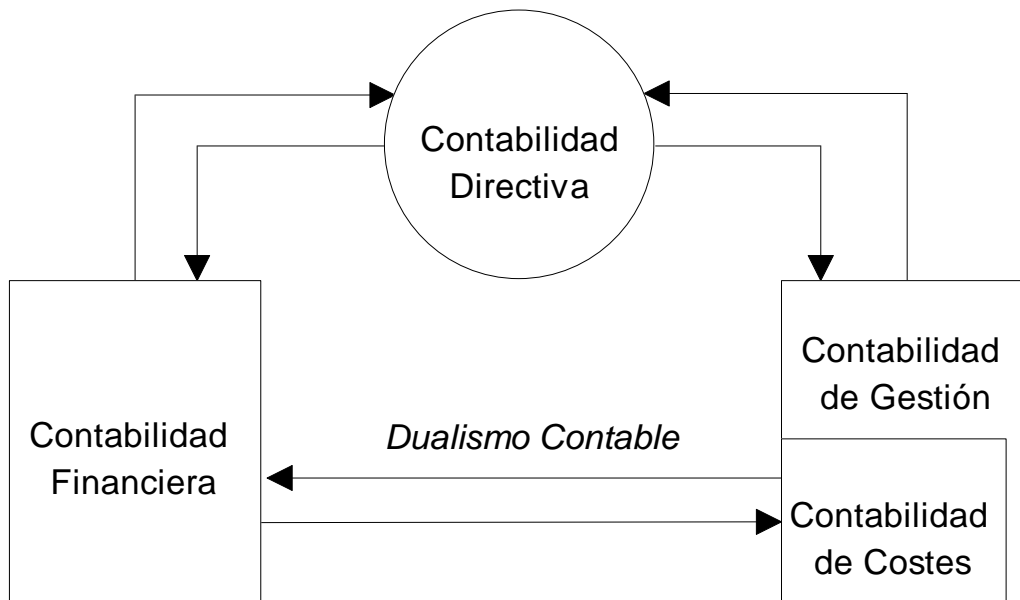 Contabilidad
Directiva
Contabilidad
Financiera
Dualismo Contable
Contabilidad
de Gestión
Contabilidad
de Costes